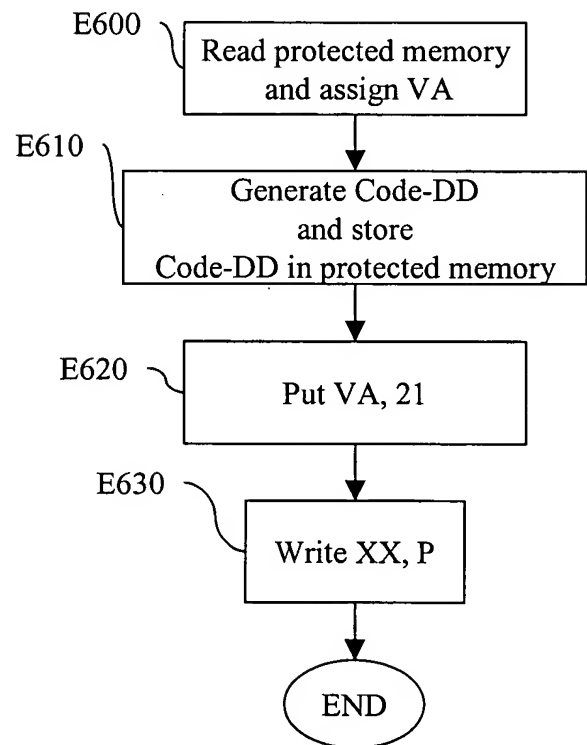 E600
Read protected memory
and assign VA
E610
Generate Code-DD
and store
Code-DD in protected memory
E620
Put VA, 21
E630
Write XX, P
END